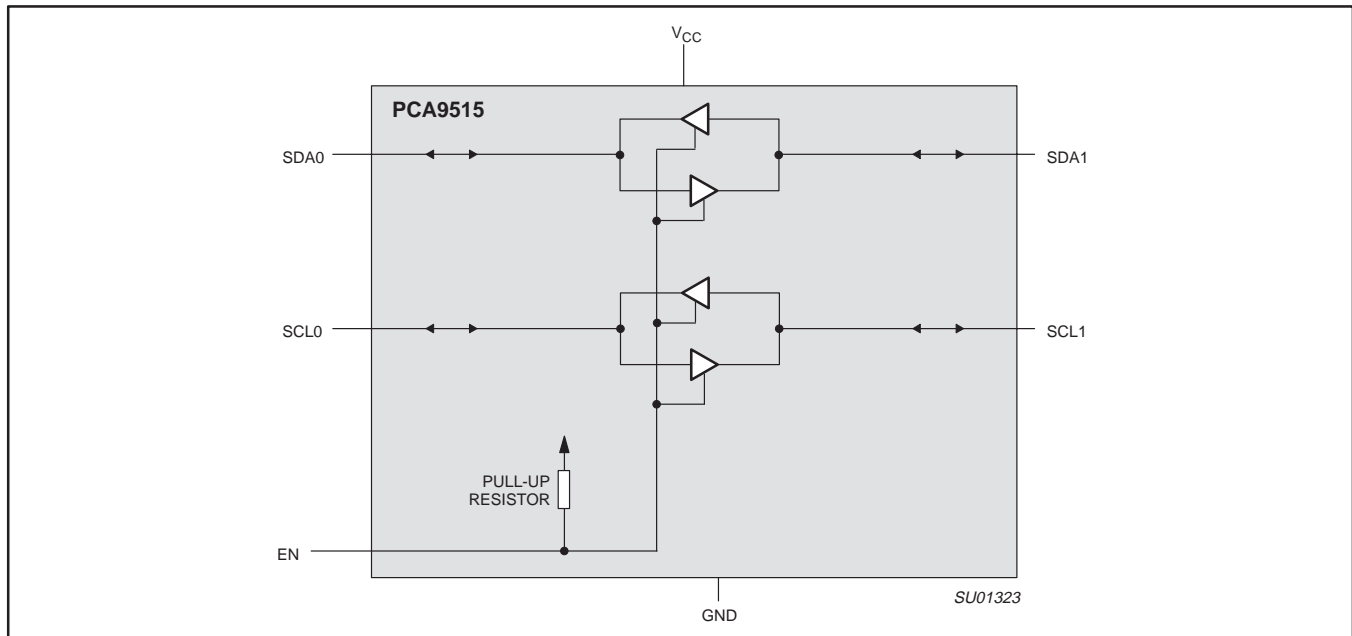 VCC
PCA9515
SDA0
SDA1
SCL0
SCL1
PULL-UP
RESISTOR
EN
SU01323
GND